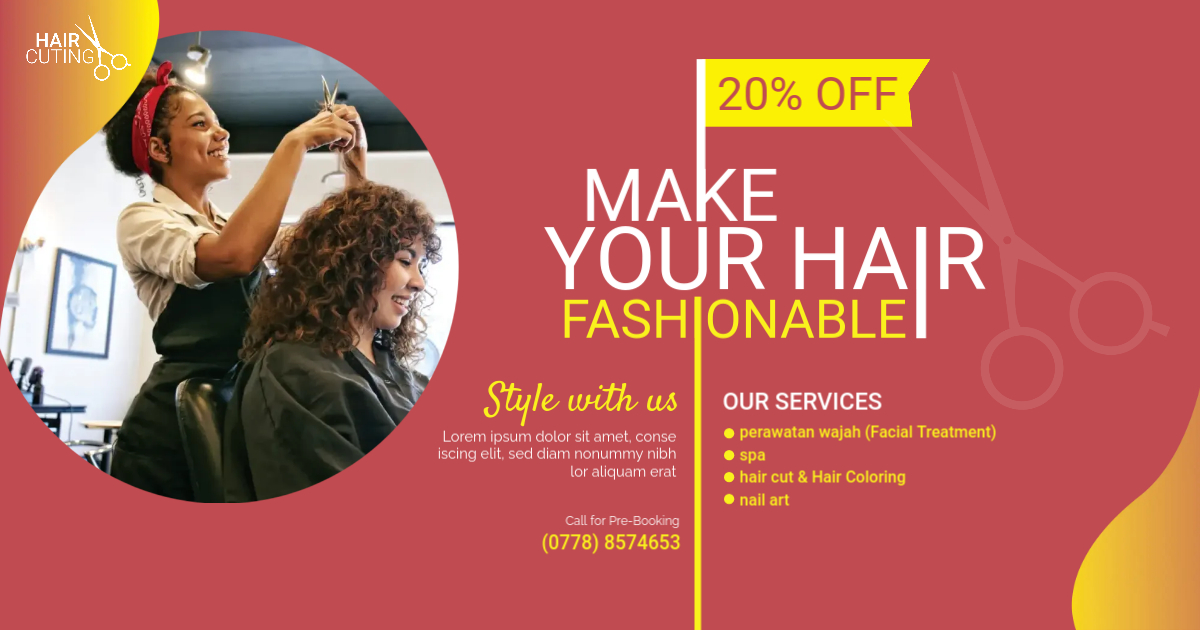 HAIR
CUTING
20% OFF
MAKE
YOUR HAIR
FASHIONABLE
Style with us
Lorem ipsum dolor sit amet, conse
iscing elit, sed diam nonummy nibh
lor aliquam erat
Call for Pre-Booking
(0778) 8574653
OUR SERVICES
perawatan wajah (Facial Treatment)
spa
hair cut & Hair Coloring
nail art